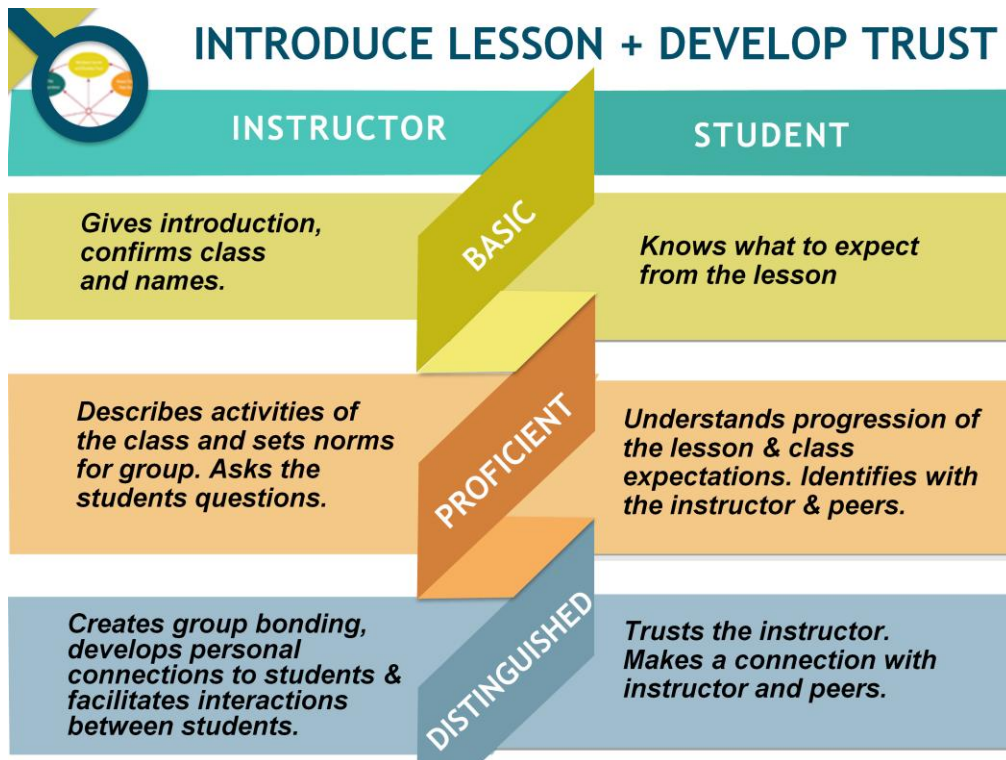 INTRODUCE LESSON + DEVELOP TRUST
INSTRUCTOR
STUDENT
BASIC
Gives introduction,
confirms class
and names.
Knows what to expect
from the lesson
PROFICIENT
Describes activities of
the class and sets norms
for group. Asks the
students questions.
Understands progression of
the lesson & class
expectations. Identifies with
the instructor & peers.
DISTINGUISHED
Creates group bonding,
develops personal
connections to students &
facilitates interactions
between students.
Trusts the instructor.
Makes a connection with
instructor and peers.